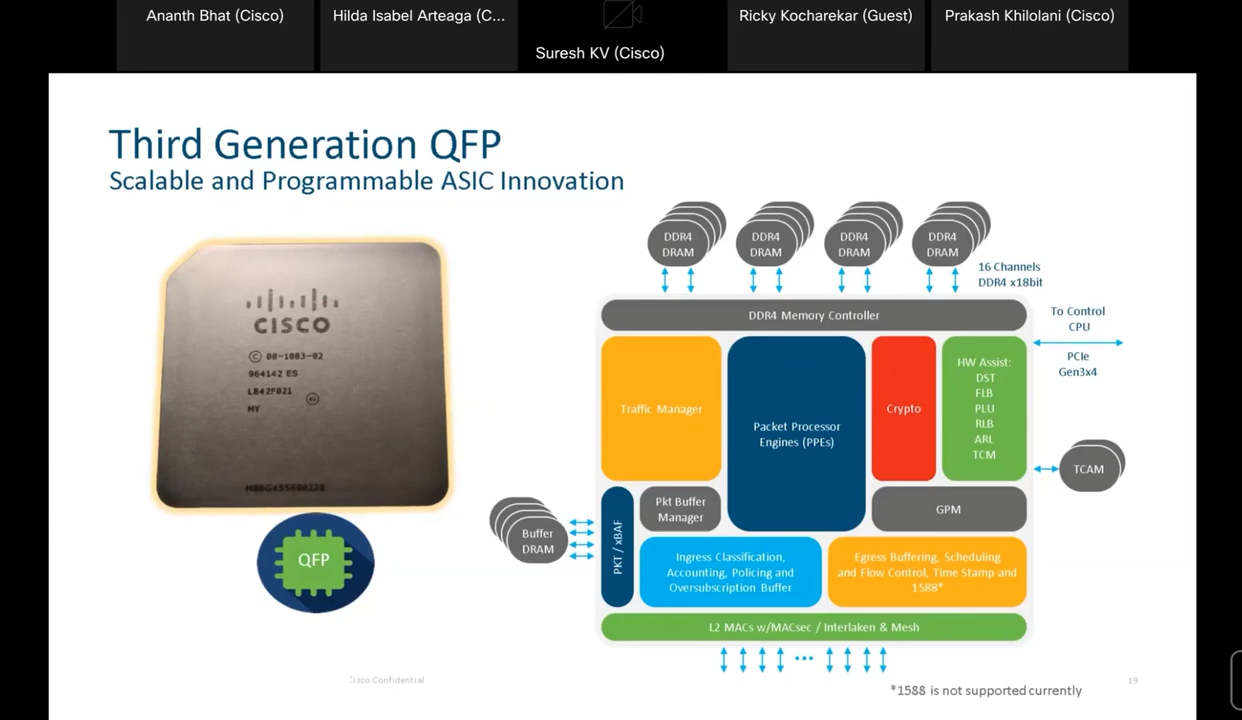 Ananth Bhat (Cisco)
Hilda Isabel Arteaga (C...
Suresh KV (Cisco)
Ricky Kocharekar (Guest)
Prakash Khilolani (Cisco)
Third Generation QFP
Scalable and Programmable ASIC Innovation
CISCO
08-1083-02
964142 ES
LB42F021
MY
QFP
DDR4
DRAM
DDR4
DRAM
DDR4
DRAM
DDR4
DRAM
16 Channels
DDR4 x18bit
DDR4 Memory Controller
To Control
CPU
PCIe
Gen3x4
Traffic Manager
Packet Processor
Engines (PPEs)
Crypto
HW Assist:
DST
FLB
PLU
RLB
ARL
TCM
TCAM
Buffer
DRAM
PKT / xBAF
Pkt Buffer
Manager
GPM
Ingress Classification,
Accounting, Policing and
Oversubscription Buffer
Egress Buffering, Scheduling
and Flow Control, Time Stamp and
1588*
L2 MACs w/MACsec / Interlaken & Mesh
...
Cisco Confidential
*1588 is not supported currently
19